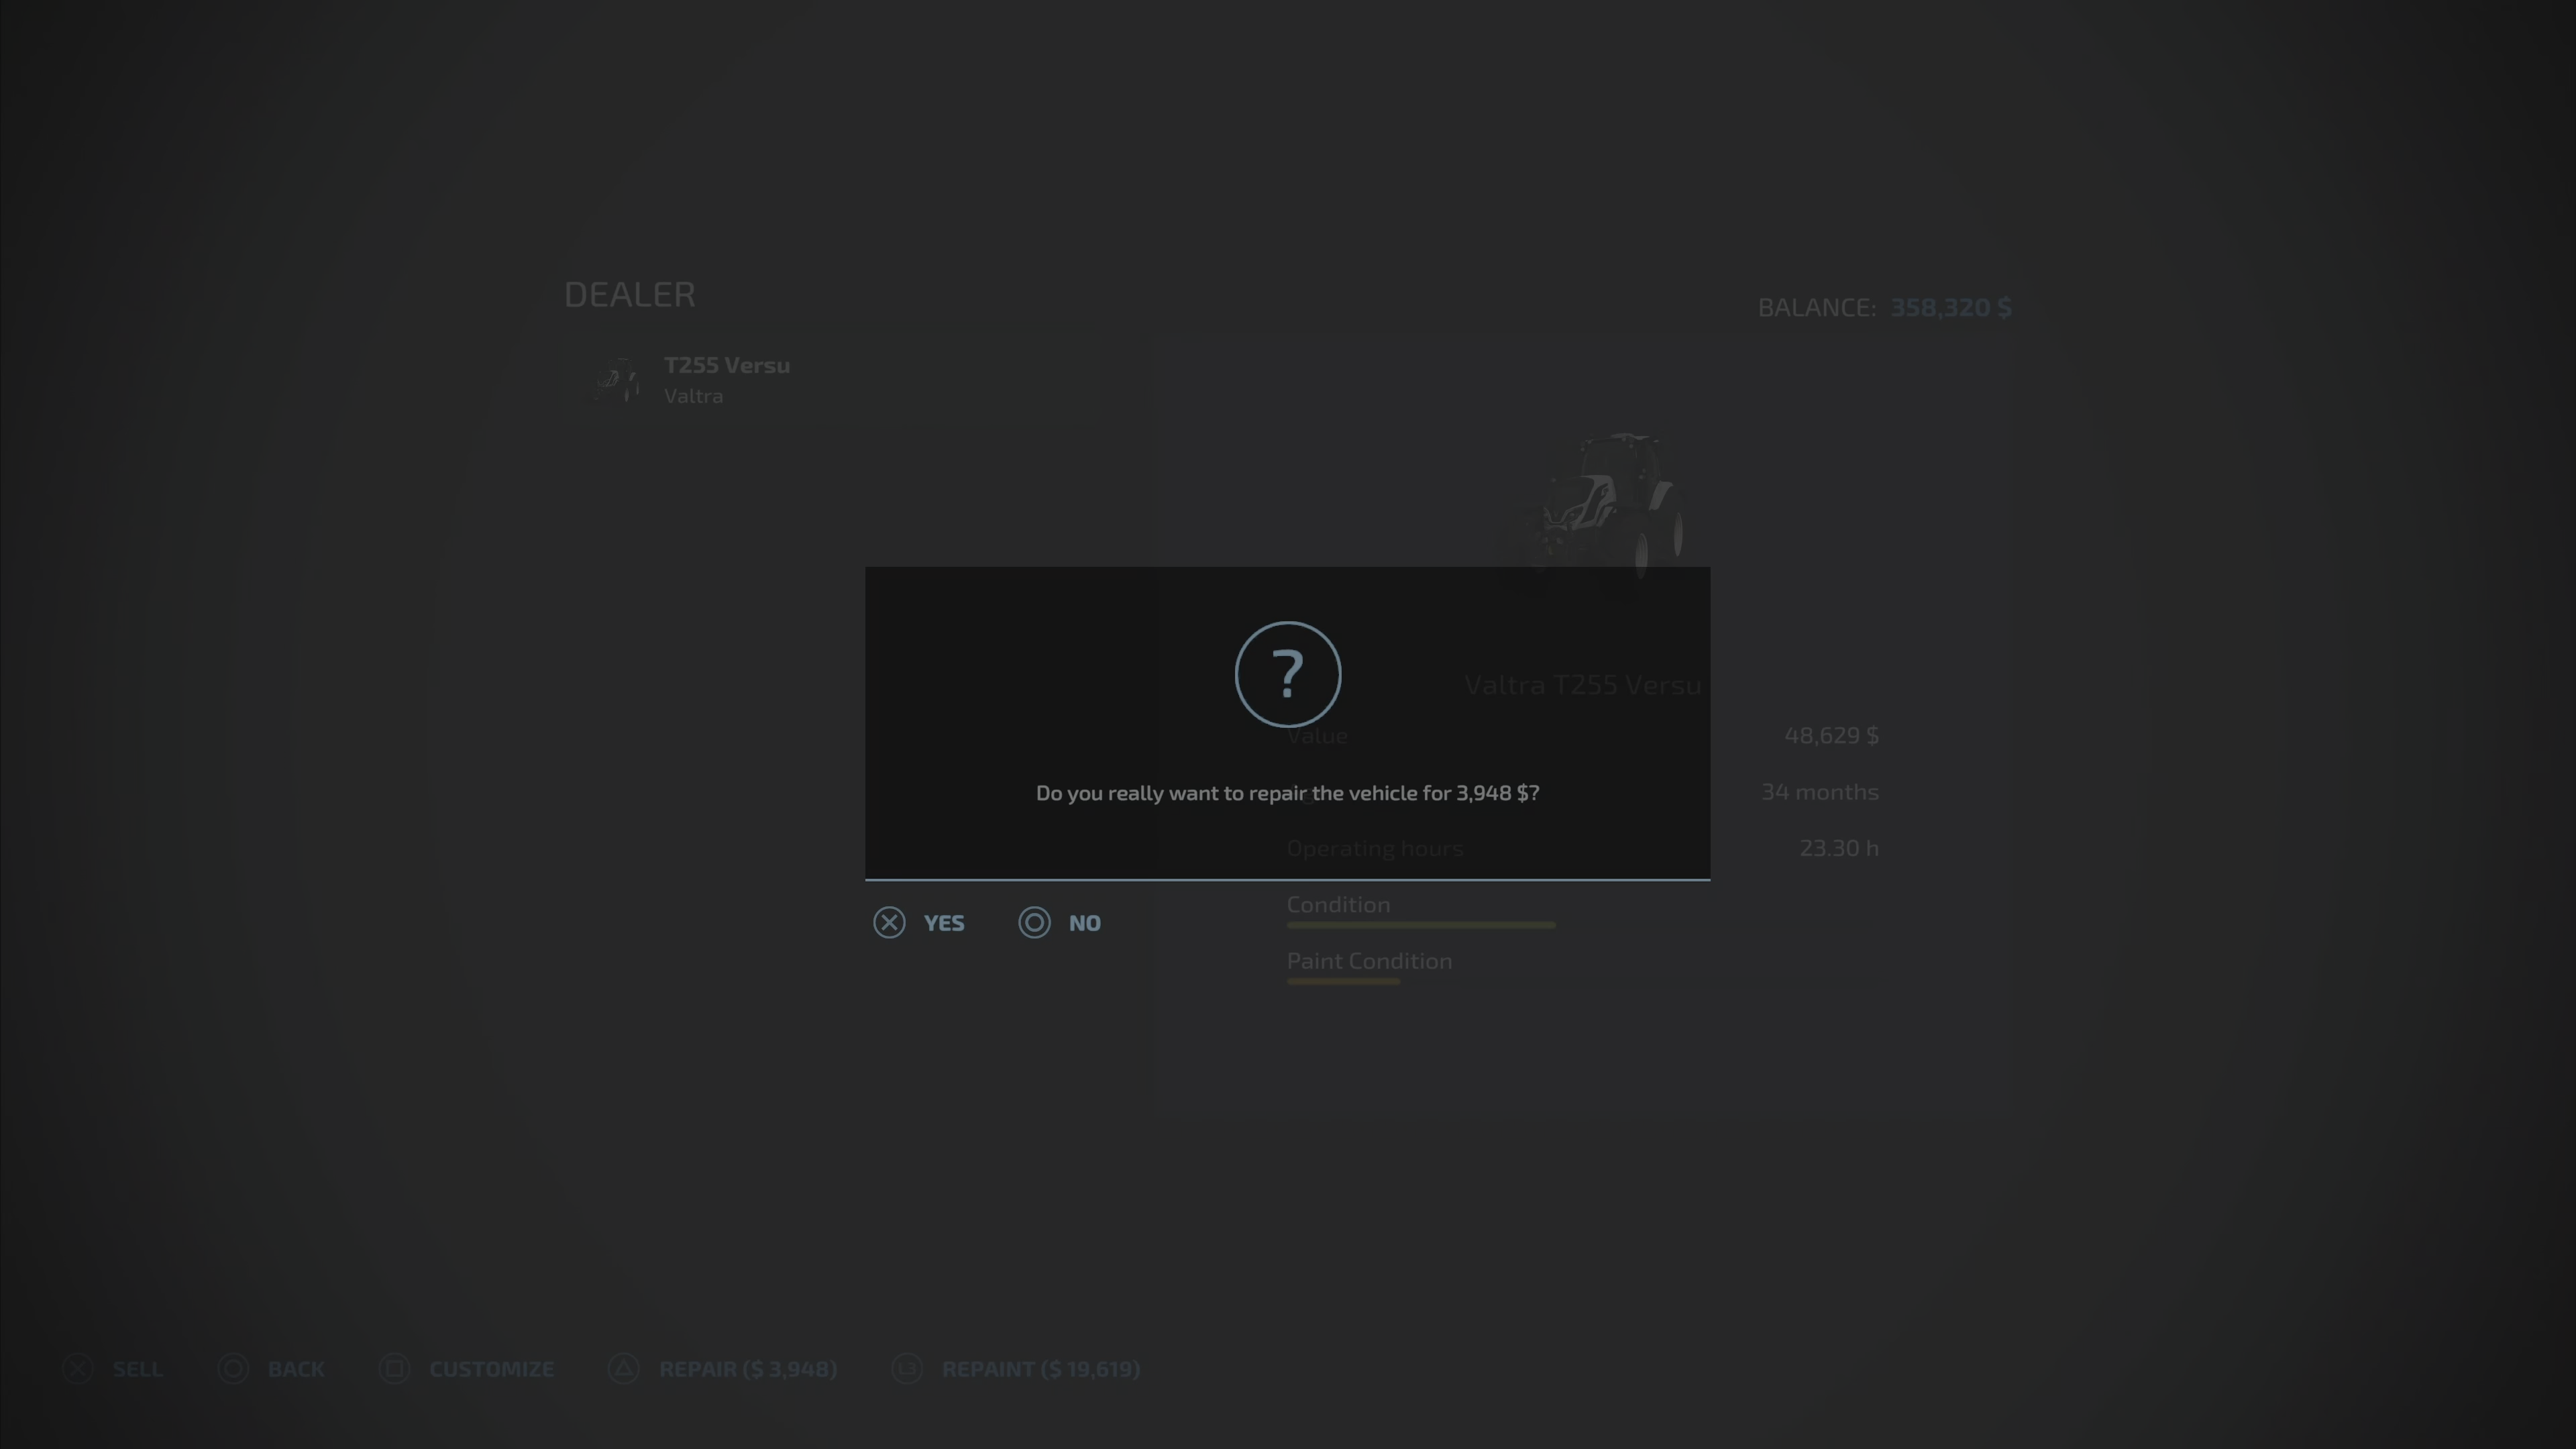 DEALER
BALANCE: 358,320 $
T255 Versu
Valtra
?
Valtra T255 Versu
Value 48,629 $
Do you really want to repair the vehicle for 3,948 $?
34 months
Operating hours 23.30 h
Condition
YES NO
Paint Condition
SELL BACK CUSTOMIZE REPAIR ($ 3,948) L3 REPAINT ($ 19,619)